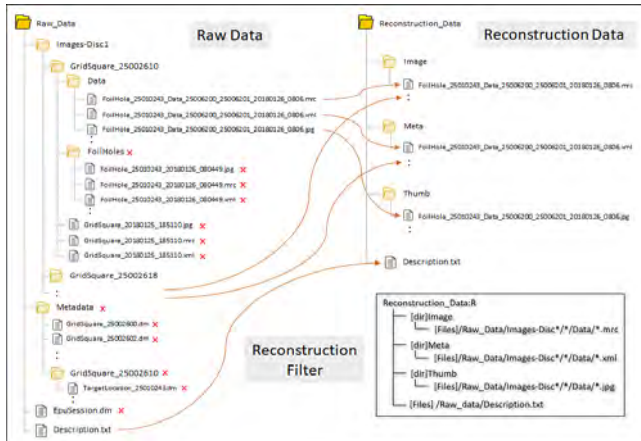 Raw_Data
Raw Data
Images-Disc1
GridSquare_25002610
Data
FoilHole_25010243_Data_25006200_25006201_20180126_0806.mrc
FoilHole_25010243_Data_25006200_25006201_20180126_0806.xml
FoilHole_25010243_Data_25006200_25006201_20180126_0806.jpg
:
FoilHoles ×
FoilHole_25010243_20180126_080449.jpg ×
FoilHole_25010243_20180126_080449.mrc ×
FoilHole_25010243_20180126_080449.xml ×
:
GridSquare_20180125_185110.jpg ×
GridSquare_20180125_185110.mrc ×
GridSquare_20180125_185110.xml ×
GridSquare_25002618
:
Metadata ×
GridSquare_25002600.dm ×
GridSquare_25002602.dm ×
:
GridSquare_25002610 ×
TargetLocation_25010243.dm ×
EpuSession.dm ×
Description.txt
Reconstruction Filter
Reconstruction_Data
Reconstruction Data
Image
FoilHole_25010243_Data_25006200_25006201_20180126_0806.mrc
:
Meta
FoilHole_25010243_Data_25006200_25006201_20180126_0806.xml
:
Thumb
FoilHole_25010243_Data_25006200_25006201_20180126_0806.jpg
:
Description.txt
Reconstruction_Data:R
[dir]Image
[Files]/Raw_Data/Images-Disc*/*/Data/*.mrc
[dir]Meta
[Files]/Raw_Data/Images-Disc*/*/Data/*.xml
[dir]Thumb
[Files]/Raw_Data/Images-Disc*/*/Data/*.jpg
[Files] /Raw_data/Description.txt